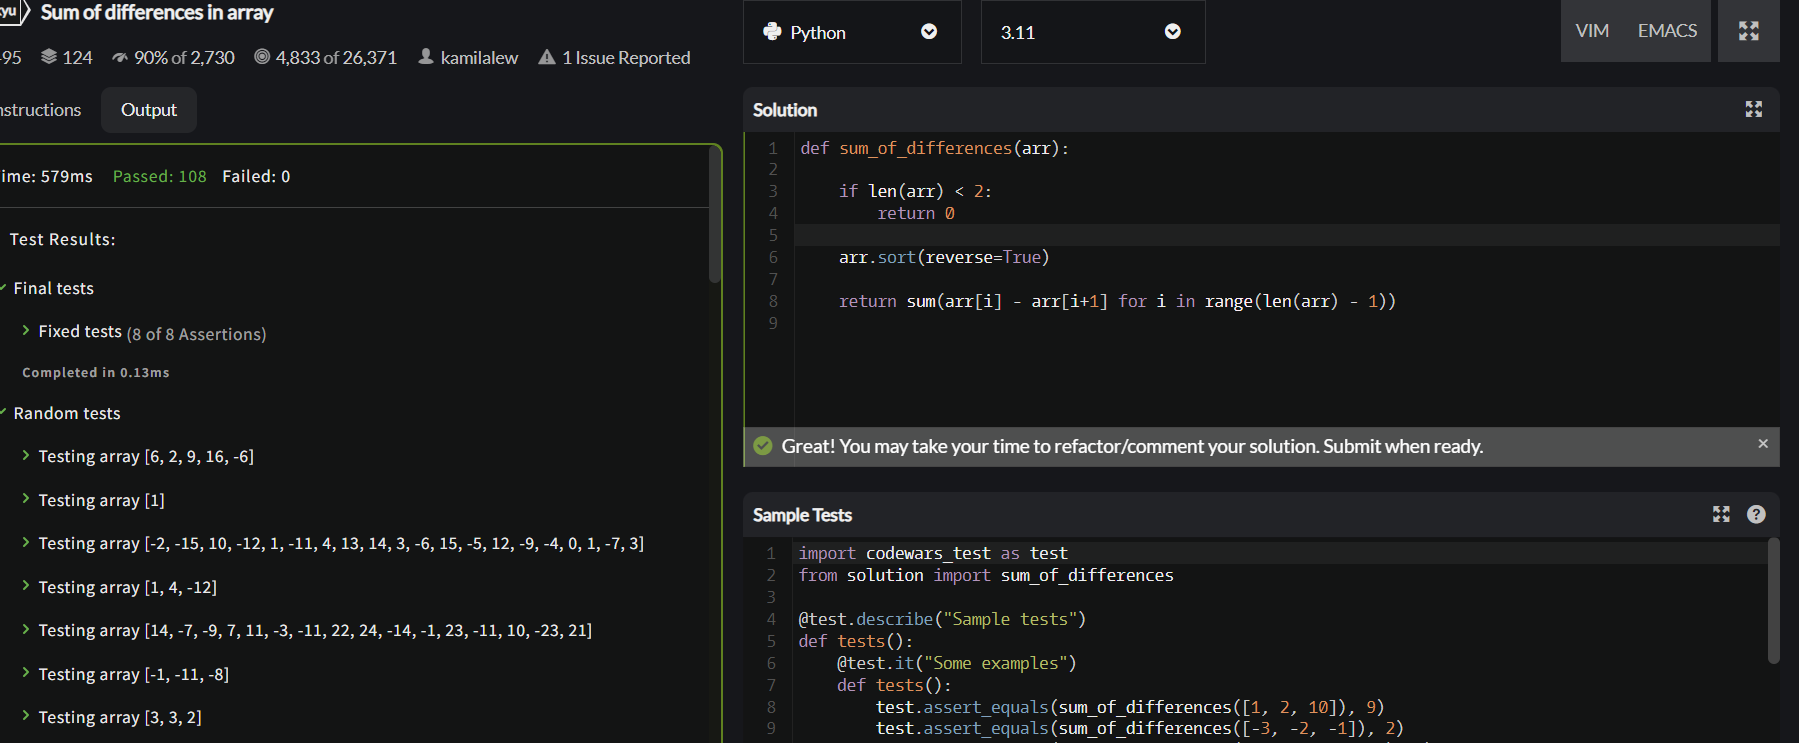 yu Sum of differences in array
95 124 90% of 2,730 4,833 of 26,371 kamilalew 1 Issue Reported
nstructions Output
ime: 579ms Passed: 108 Failed: 0
Test Results:
Final tests
Fixed tests (8 of 8 Assertions)
Completed in 0.13ms
Random tests
Testing array [6, 2, 9, 16, -6]
Testing array [1]
Testing array [-2, -15, 10, -12, 1, -11, 4, 13, 14, 3, -6, 15, -5, 12, -9, -4, 0, 1, -7, 3]
Testing array [1, 4, -12]
Testing array [14, -7, -9, 7, 11, -3, -11, 22, 24, -14, -1, 23, -11, 10, -23, 21]
Testing array [-1, -11, -8]
Testing array [3, 3, 2]
Python 3.11 VIM EMACS
Solution
1 def sum_of_differences(arr):
2
3 if len(arr) < 2:
4 return 0
5
6 arr.sort(reverse=True)
7
8 return sum(arr[i] - arr[i+1] for i in range(len(arr) - 1))
9
Great! You may take your time to refactor/comment your solution. Submit when ready. ×
Sample Tests ?
1 import codewars_test as test
2 from solution import sum_of_differences
3
4 @test.describe("Sample tests")
5 def tests():
6 @test.it("Some examples")
7 def tests():
8 test.assert_equals(sum_of_differences([1, 2, 10]), 9)
9 test.assert_equals(sum_of_differences([-3, -2, -1]), 2)